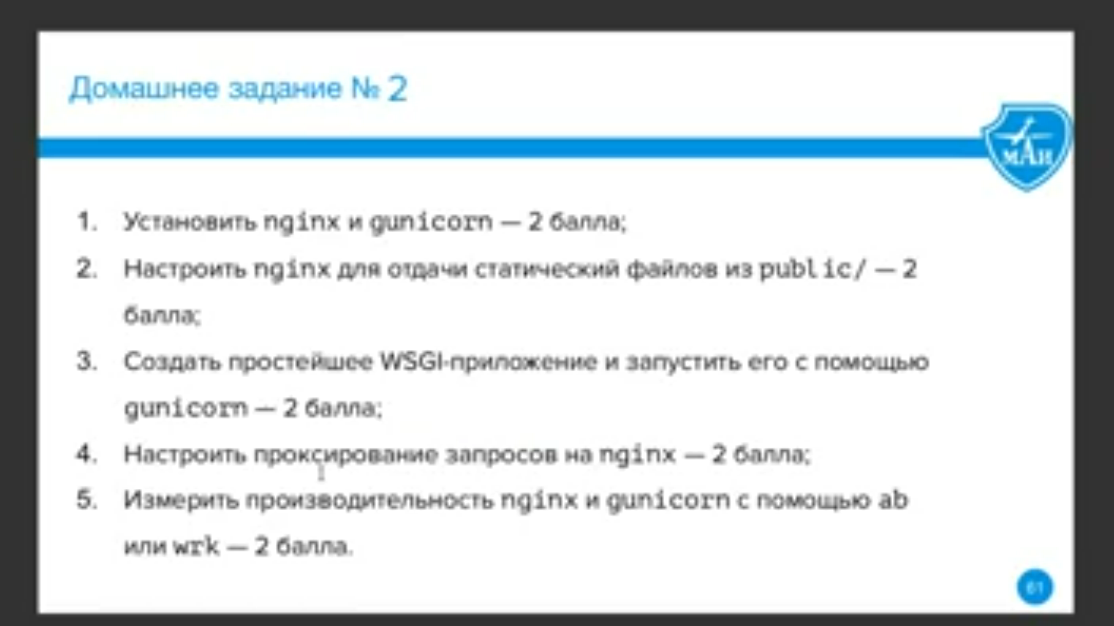 Домашнее задание № 2
МАИ
1. Установить nginx и gunicorn — 2 балла;
2. Настроить nginx для отдачи статический файлов из public/ — 2
балла;
3. Создать простейшее WSGI-приложение и запустить его с помощью
gunicorn — 2 балла;
4. Настроить проксирование запросов на nginx — 2 балла;
5. Измерить производительность nginx и gunicorn с помощью ab
или wrk — 2 балла.
61